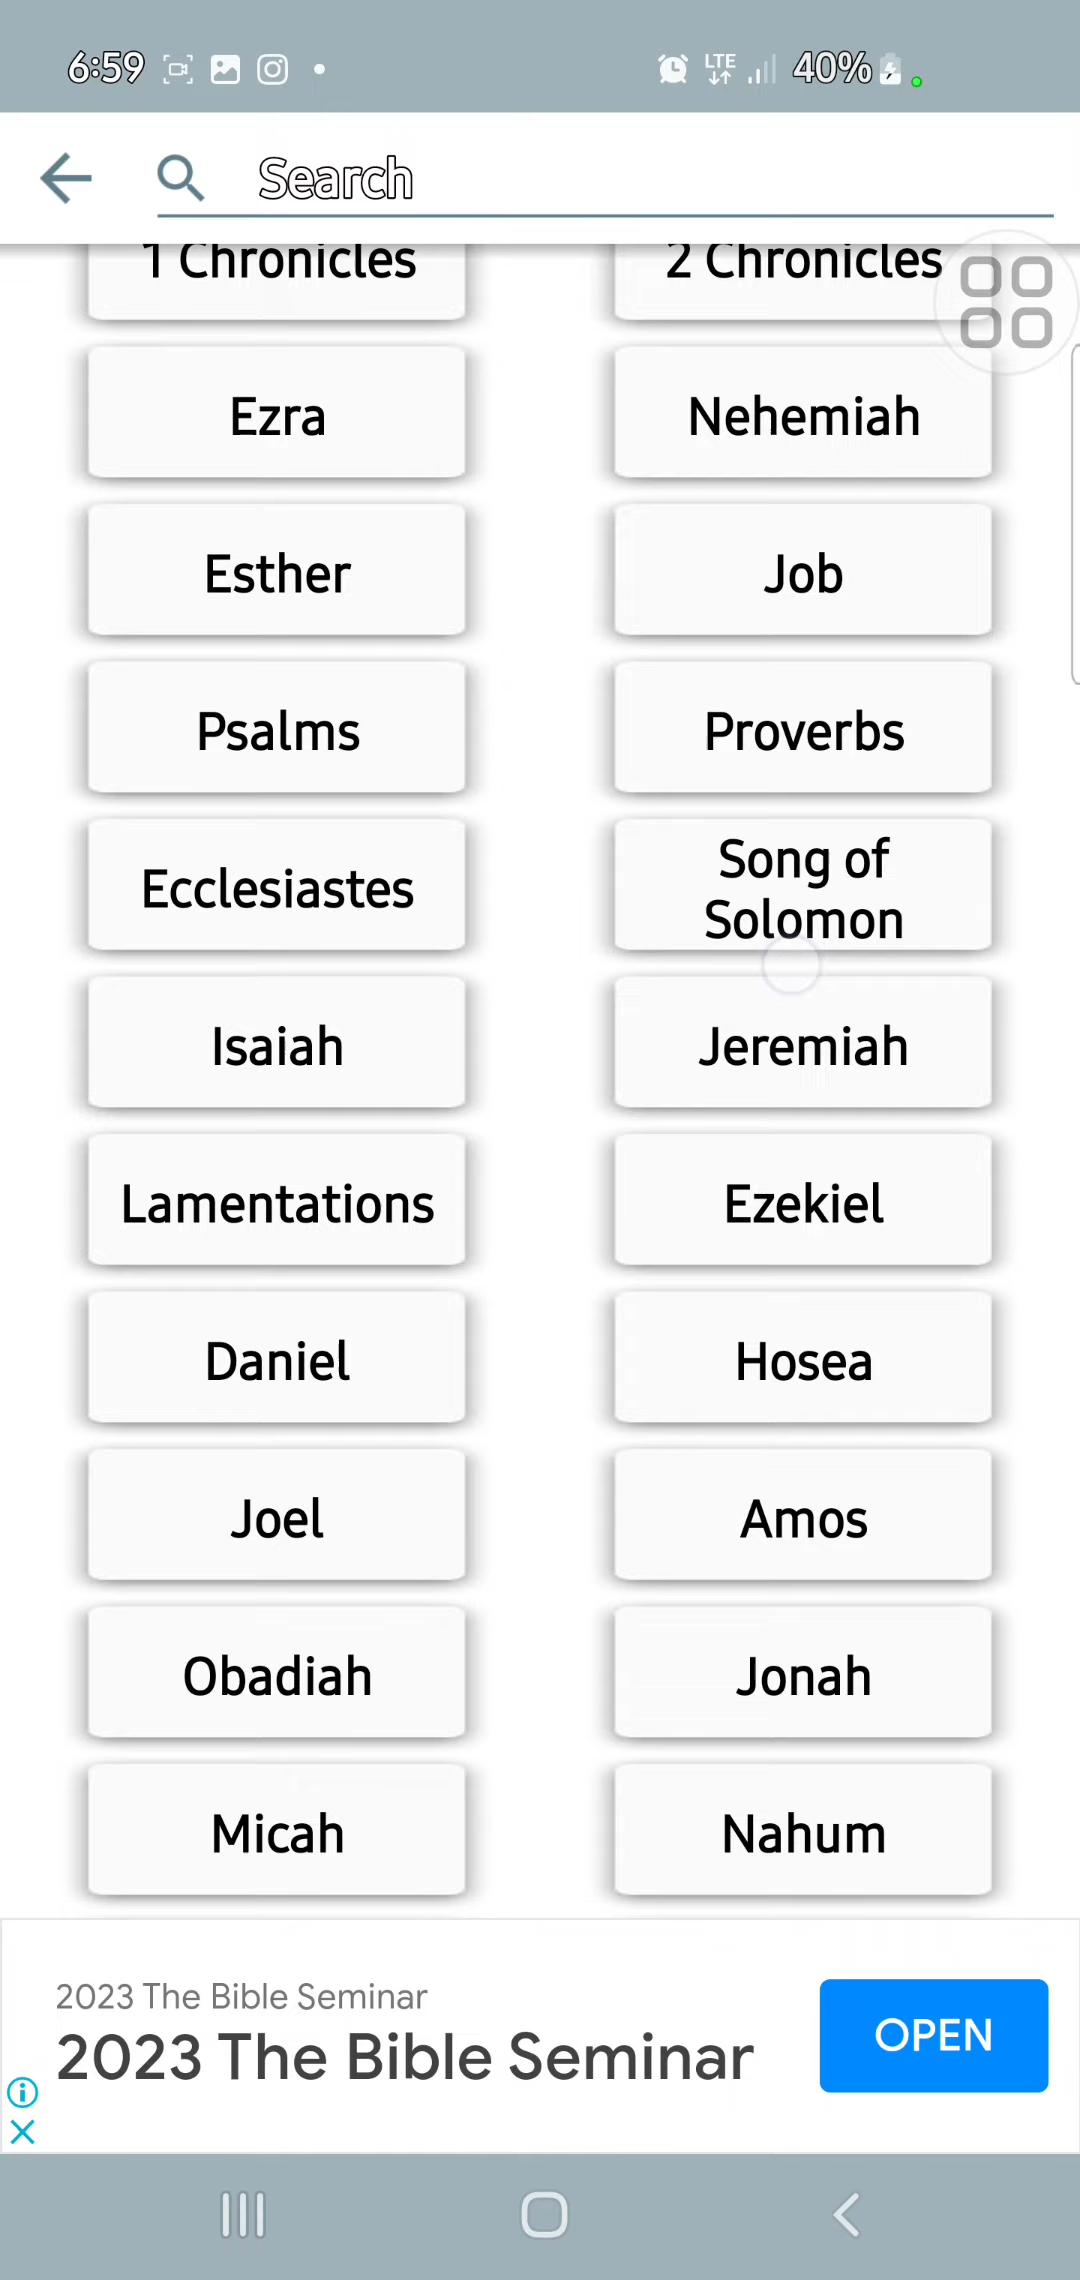 6:59 LTE 40%
Search
1 Chronicles 2 Chronicles
Ezra Nehemiah
Esther Job
Psalms Proverbs
Ecclesiastes Song of
Solomon
Isaiah Jeremiah
Lamentations Ezekiel
Daniel Hosea
Joel Amos
Obadiah Jonah
Micah Nahum
2023 The Bible Seminar
2023 The Bible Seminar
OPEN